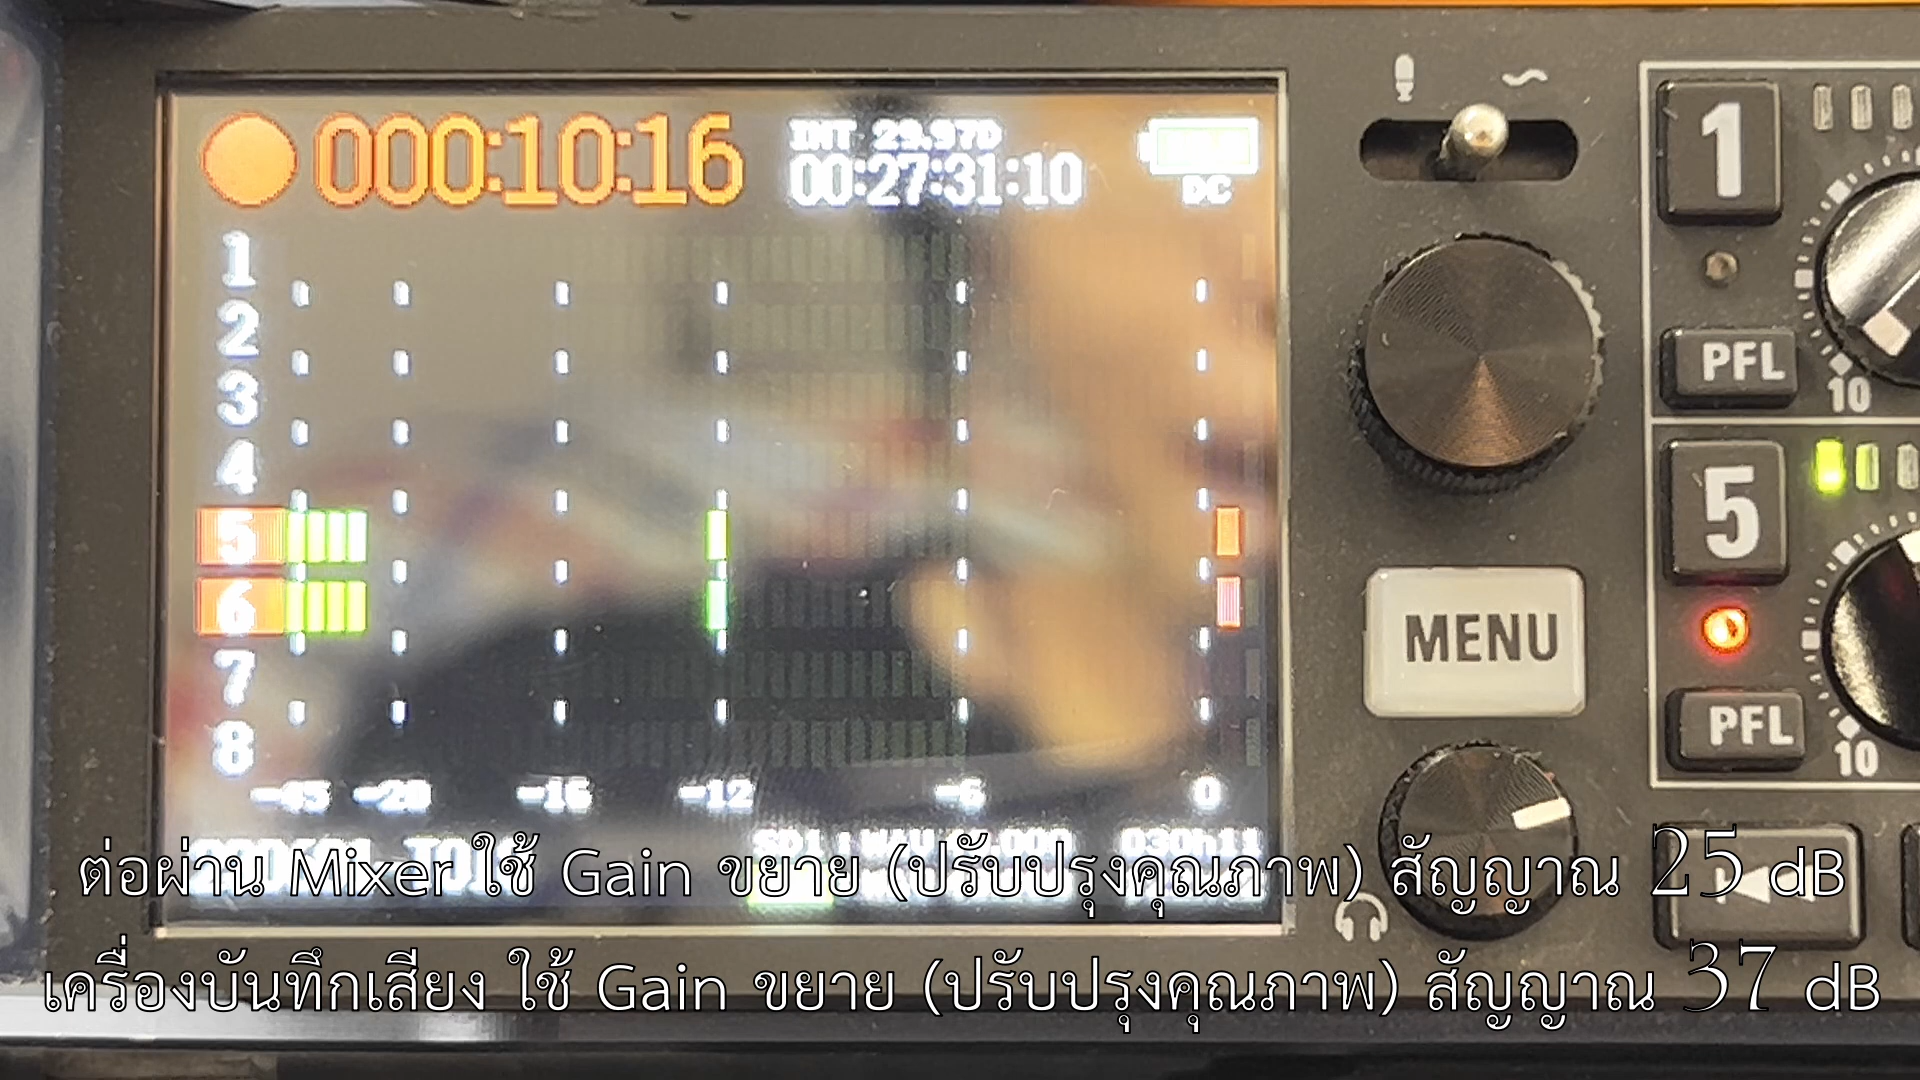 000:10:16
INT 29.97D
00:27:31:10
DC
1
2
3
4
5
6
7
8
-45 -20 -16 -12 -6 0
030h11
1
PFL
10
5
MENU
PFL
10
ต่อผ่าน Mixer ใช้ Gain ขยาย (ปรับปรุงคุณภาพ) สัญญาณ 25 dB
เครื่องบันทึกเสียง ใช้ Gain ขยาย (ปรับปรุงคุณภาพ) สัญญาณ 37 dB